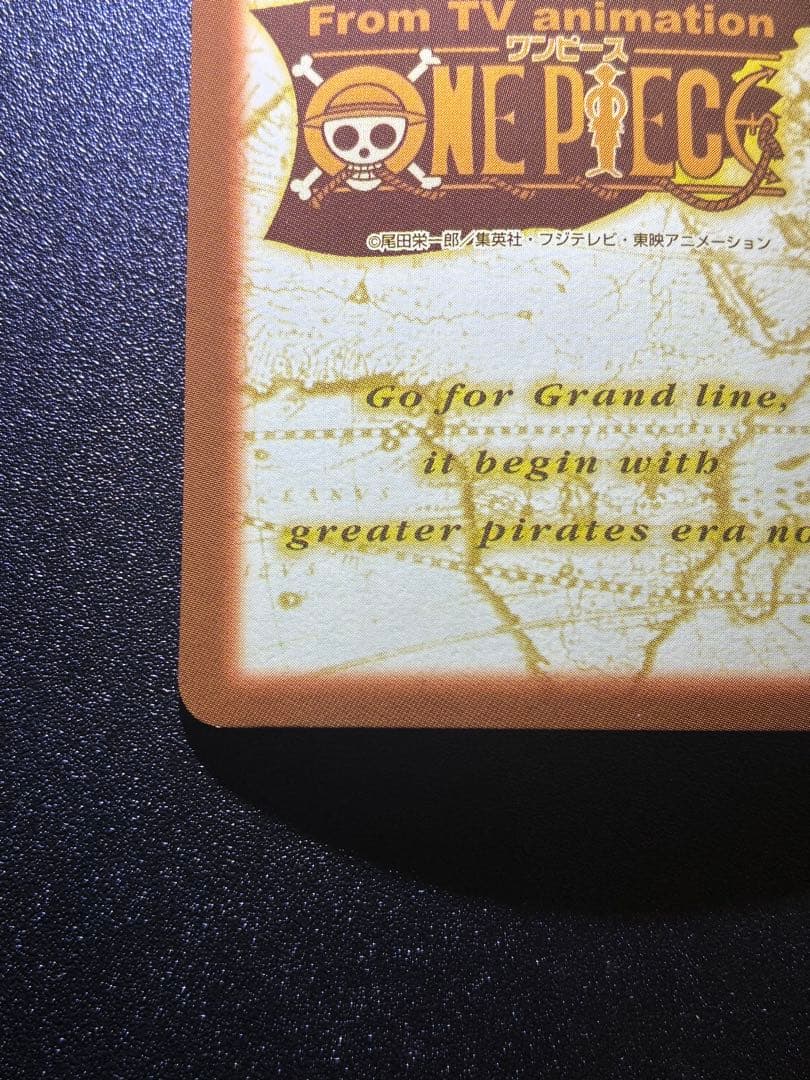 From TV animation
ワンピース
ONE PIECE
©尾田栄一郎／集英社・フジテレビ・東映アニメーション
Go for Grand line,
it begin with
greater pirates era no